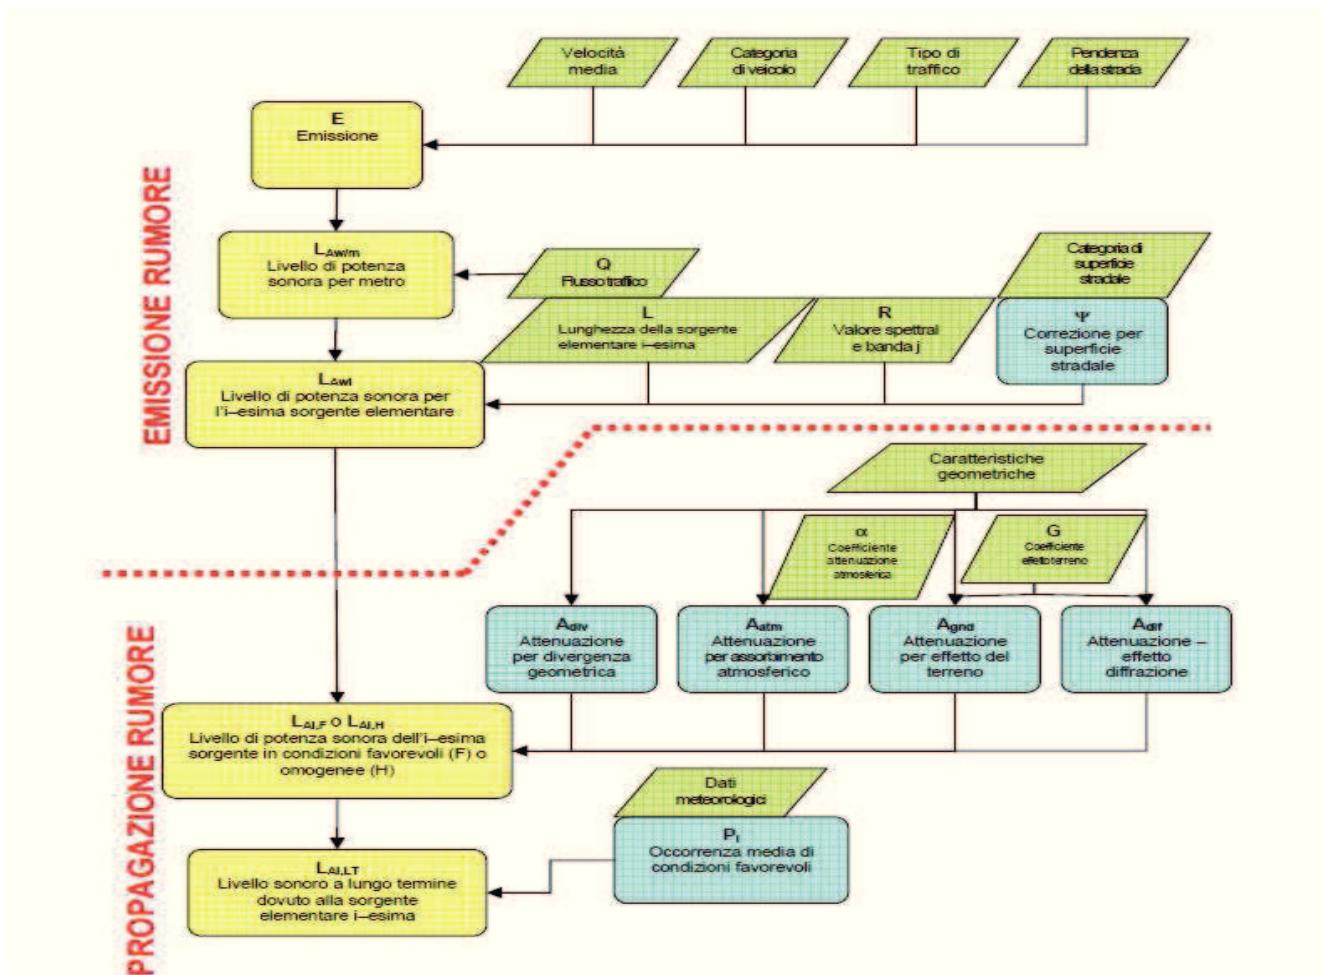 Velocità
media
Categoria
di veicolo
Tipo di
traffico
Pendenza
della strada
E
Emissione
EMISSIONE RUMORE
LAw/m
Livello di potenza
sonora per metro
Q
Flusso traffico
Categoria di
superficie
stradale
L
Lunghezza della sorgente
elementare i–esima
R
Valore spettral
e banda j
Ψ
Correzione per
superficie
stradale
LAwi
Livello di potenza sonora per
l'i–esima sorgente elementare
Caratteristiche
geometriche
α
Coefficiente
attenuazione
atmosferica
G
Coefficiente
effetto terreno
Adiv
Attenuazione
per divergenza
geometrica
Aatm
Attenuazione
per assorbimento
atmosferico
Agnd
Attenuazione
per effetto del
terreno
Adif
Attenuazione –
effetto
diffrazione
PROPAGAZIONE RUMORE
LAi,F o LAi,H
Livello di potenza sonora dell'i–esima
sorgente in condizioni favorevoli (F) o
omogenee (H)
Dati
meteorologici
Pi
Occorrenza media di
condizioni favorevoli
LAi,LT
Livello sonoro a lungo termine
dovuto alla sorgente
elementare i–esima